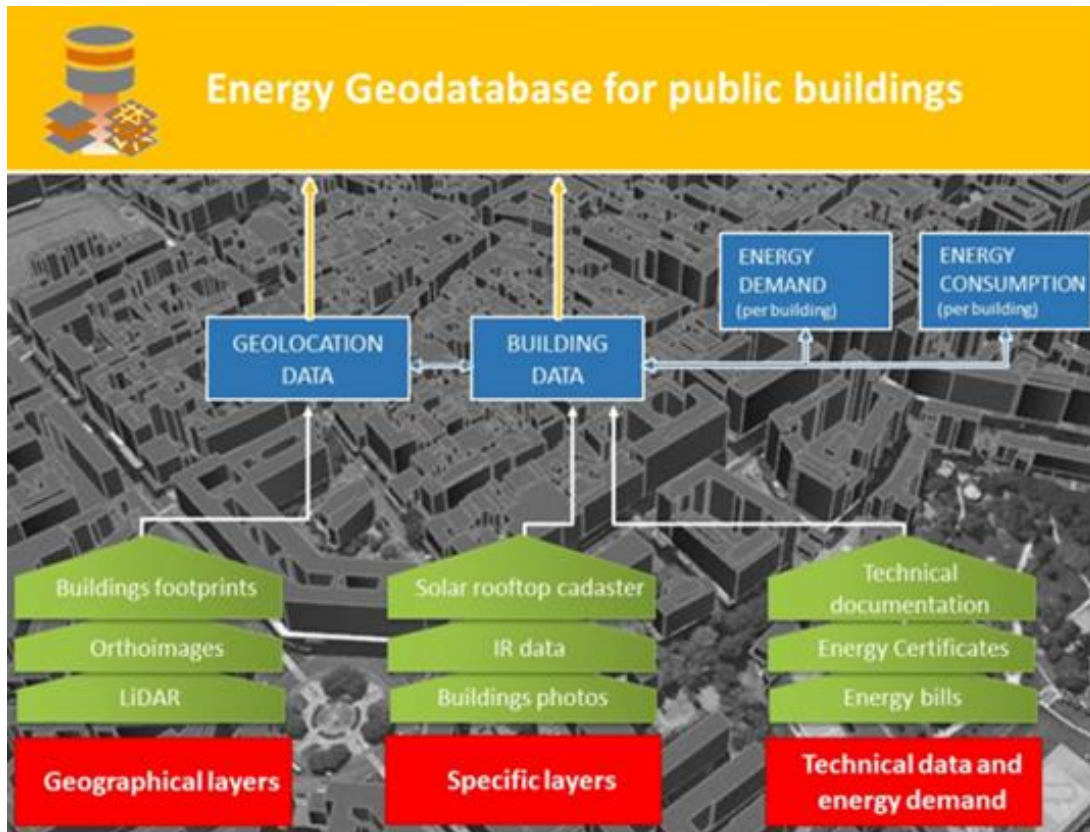 Energy Geodatabase for public buildings
ENERGY
DEMAND
(per building)
ENERGY
CONSUMPTION
(per building)
GEOLOCATION
DATA
BUILDING
DATA
Buildings footprints
Orthoimages
LiDAR
Geographical layers
Solar rooftop cadaster
IR data
Buildings photos
Specific layers
Technical
documentation
Energy Certificates
Energy bills
Technical data and
energy demand